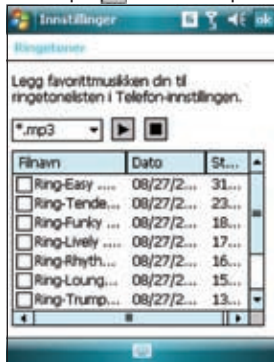 Innstillinger ok
Ringetoner
Legg favorittmusikken din til
ringetonelisten i Telefon-innstillingen.
*.mp3
Filnavn Dato St...
Ring-Easy .... 08/27/2... 31...
Ring-Tende... 08/27/2... 23...
Ring-Funky ... 08/27/2... 18...
Ring-Lively .... 08/27/2... 17...
Ring-Rhyth... 08/27/2... 16...
Ring-Loung... 08/27/2... 15...
Ring-Trump... 08/27/2... 13...